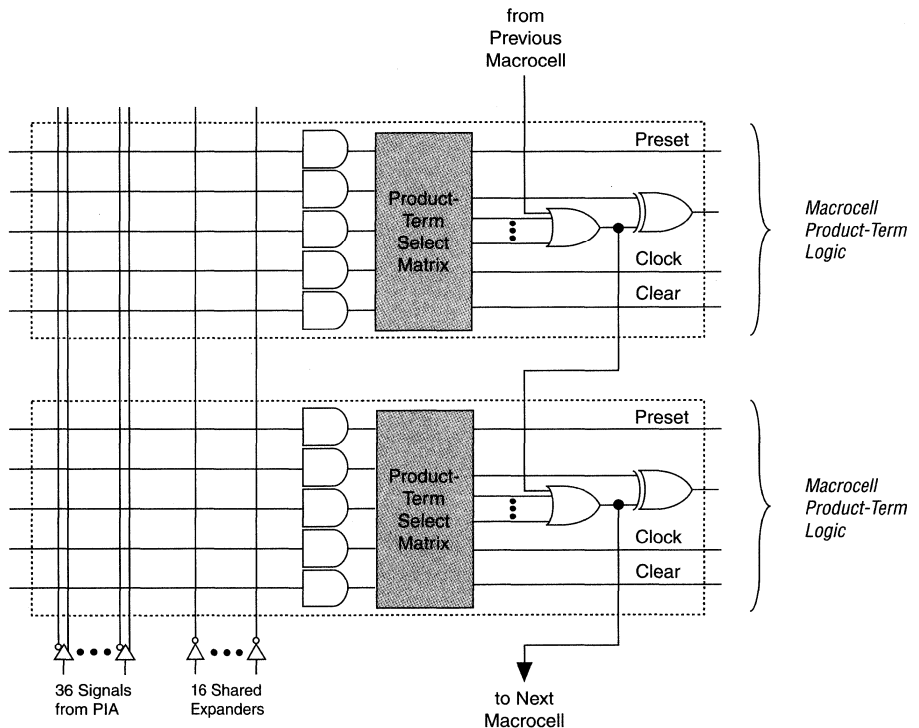 from
Previous
Macrocell
Preset
Product-
Term
Select
Matrix
Clock
Clear
Macrocell
Product-Term
Logic
Preset
Product-
Term
Select
Matrix
Clock
Clear
Macrocell
Product-Term
Logic
36 Signals
from PIA
16 Shared
Expanders
to Next
Macrocell